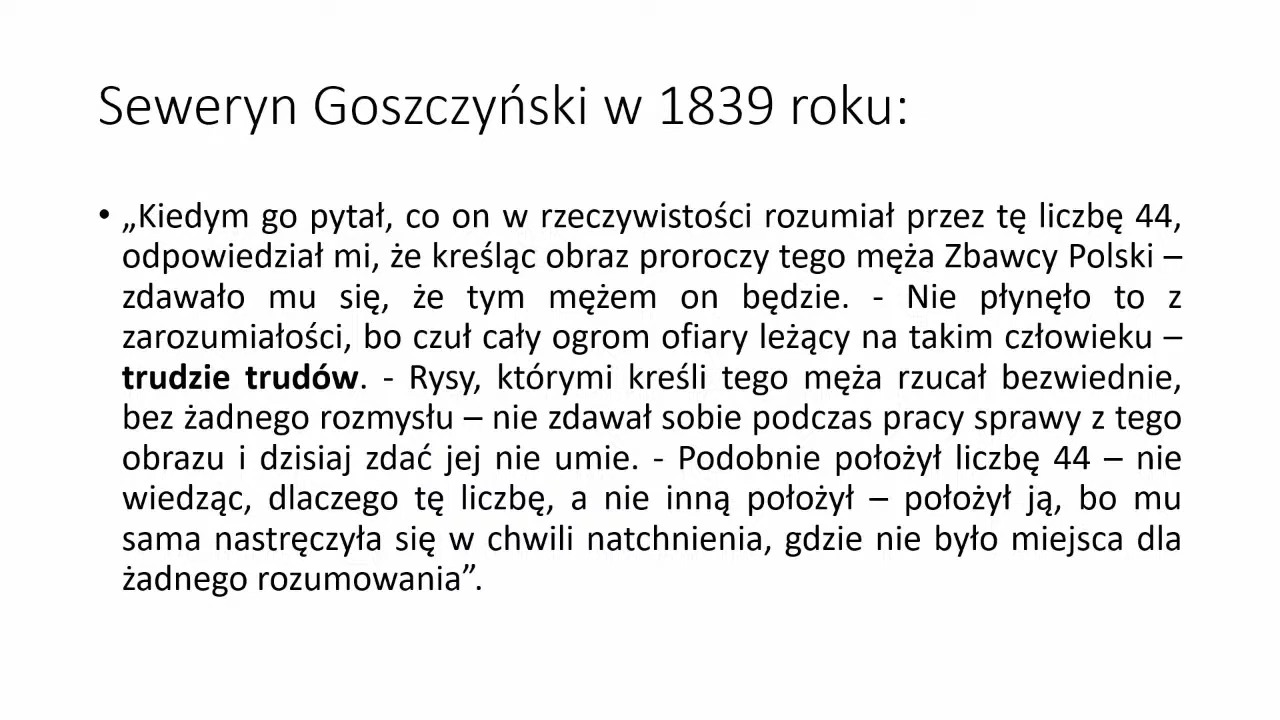 Seweryn Goszczyński w 1839 roku:
• „Kiedym go pytał, co on w rzeczywistości rozumiał przez tę liczbę 44,
odpowiedział mi, że kreśląc obraz proroczy tego męża Zbawcy Polski –
zdawało mu się, że tym mężem on będzie. - Nie płynęło to z
zarozumiałości, bo czuł cały ogrom ofiary leżący na takim człowieku –
trudzie trudów. - Rysy, którymi kreśli tego męża rzucał bezwiednie,
bez żadnego rozmysłu – nie zdawał sobie podczas pracy sprawy z tego
obrazu i dzisiaj zdać jej nie umie. - Podobnie położył liczbę 44 – nie
wiedząc, dlaczego tę liczbę, a nie inną położył – położył ją, bo mu
sama nastręczyła się w chwili natchnienia, gdzie nie było miejsca dla
żadnego rozumowania”.